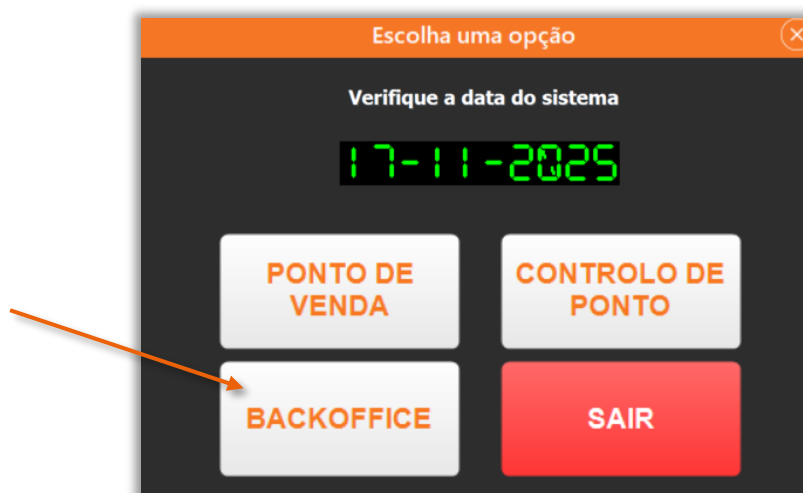 Escolha uma opção
Verifique a data do sistema
17-11-2025
PONTO DE
VENDA
CONTROLO DE
PONTO
BACKOFFICE
SAIR